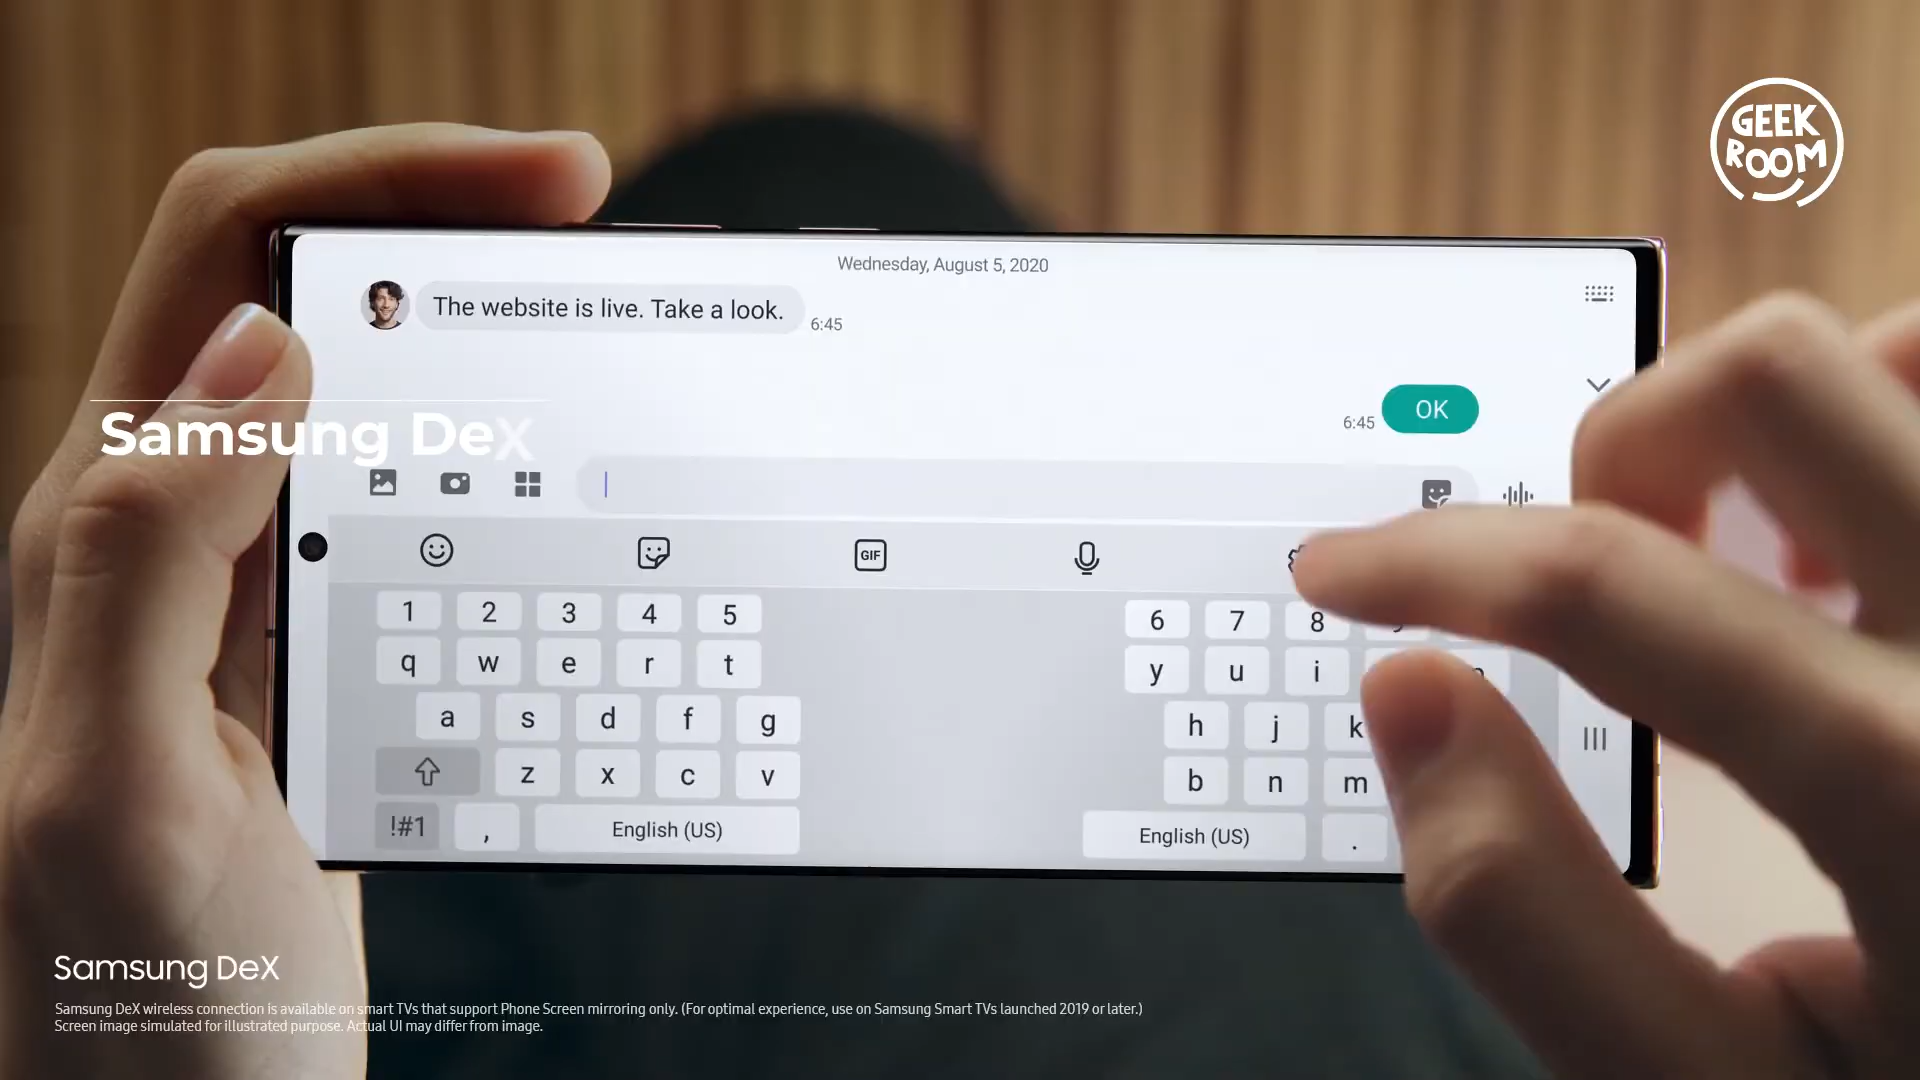 GEEK
ROOM
Wednesday, August 5, 2020
The website is live. Take a look.
6:45
6:45
OK
Samsung DeX
GIF
1 2 3 4 5 6 7 8
q w e r t y u i
a s d f g h j k
z x c v b n m
!#1 , English (US) English (US) .
Samsung DeX
Samsung DeX wireless connection is available on smart TVs that support Phone Screen mirroring only. (For optimal experience, use on Samsung Smart TVs launched 2019 or later.)
Screen image simulated for illustrated purpose. Actual UI may differ from image.